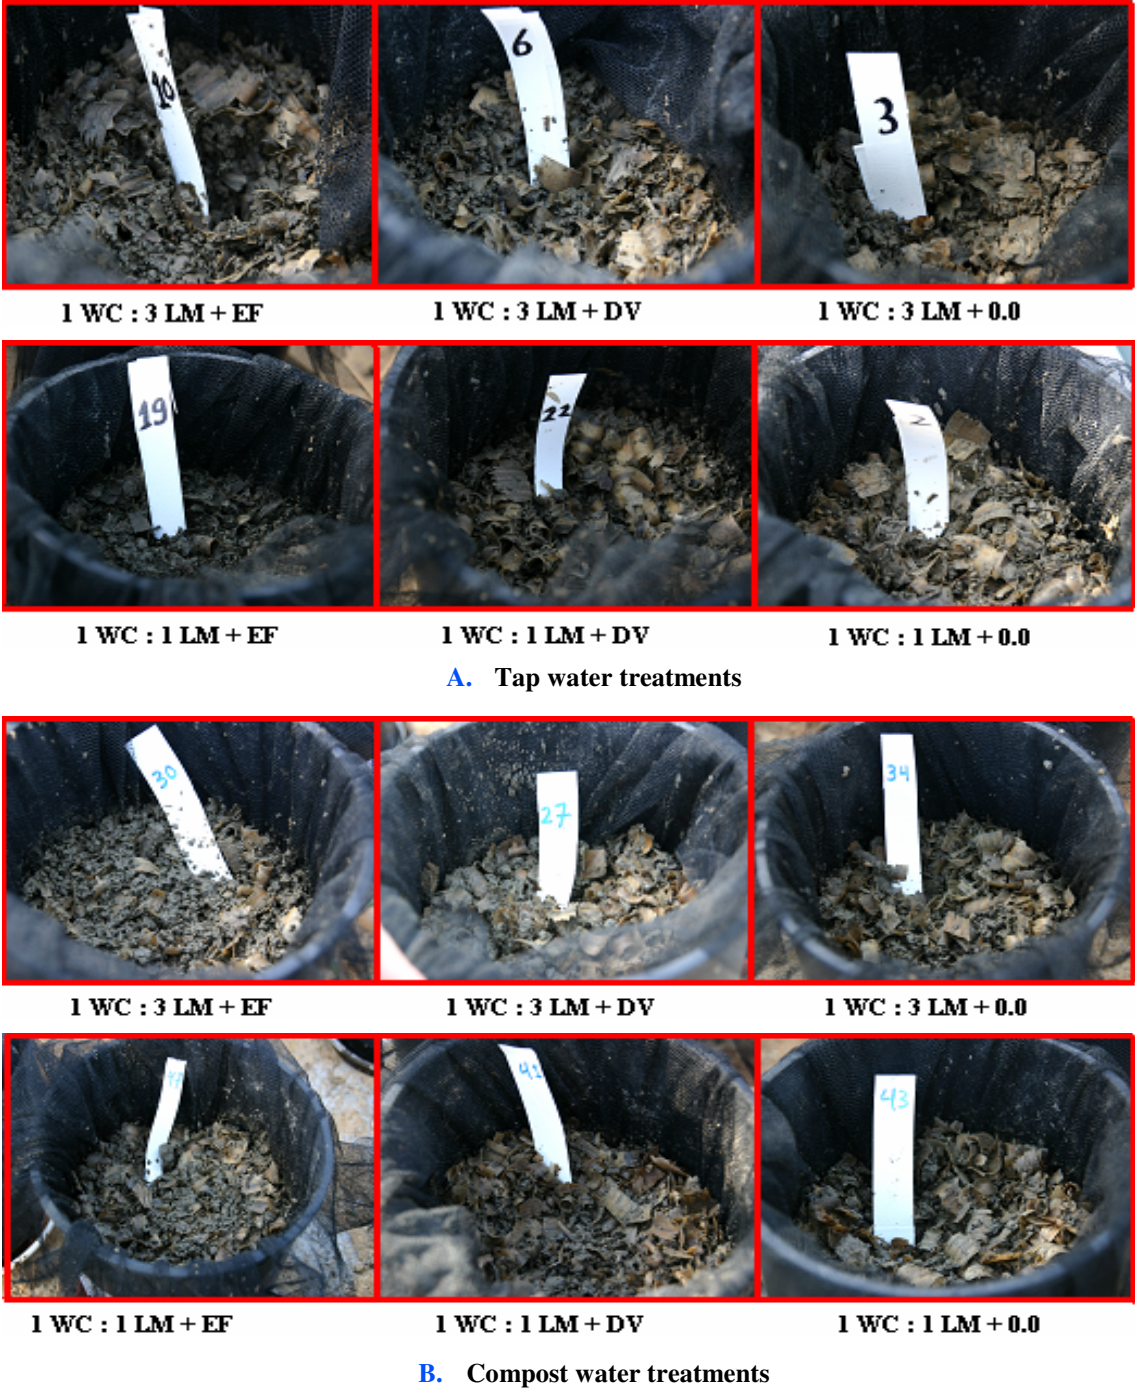 10 6 3
1 WC : 3 LM + EF 1 WC : 3 LM + DV 1 WC : 3 LM + 0.0
19 22 2
1 WC : 1 LM + EF 1 WC : 1 LM + DV 1 WC : 1 LM + 0.0
A. Tap water treatments
30 27 34
1 WC : 3 LM + EF 1 WC : 3 LM + DV 1 WC : 3 LM + 0.0
47 41 43
1 WC : 1 LM + EF 1 WC : 1 LM + DV 1 WC : 1 LM + 0.0
B. Compost water treatments